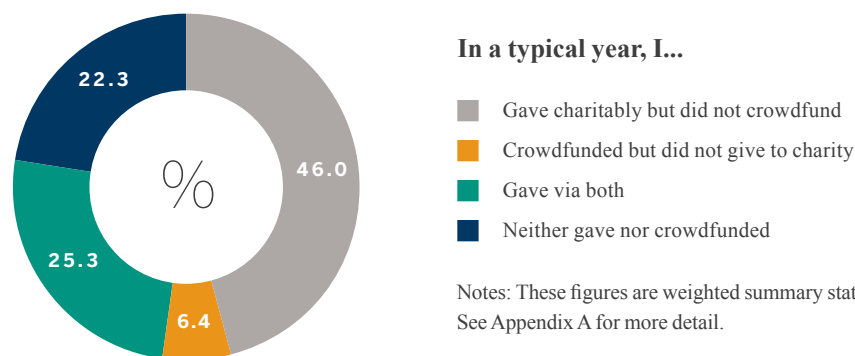 22.3
46.0
%
25.3
6.4
In a typical year, I...
Gave charitably but did not crowdfund
Crowdfunded but did not give to charity
Gave via both
Neither gave nor crowdfunded
Notes: These figures are weighted summary
See Appendix A for more detail.